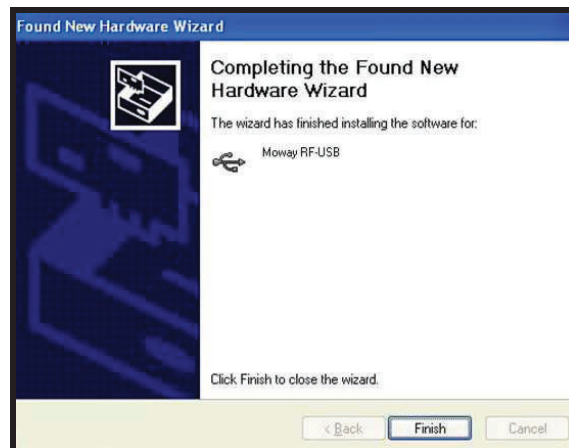 Found New Hardware Wizard
Completing the Found New
Hardware Wizard
The wizard has finished installing the software for:
Moway RF-USB
Click Finish to close the wizard.
< Back
Finish
Cancel